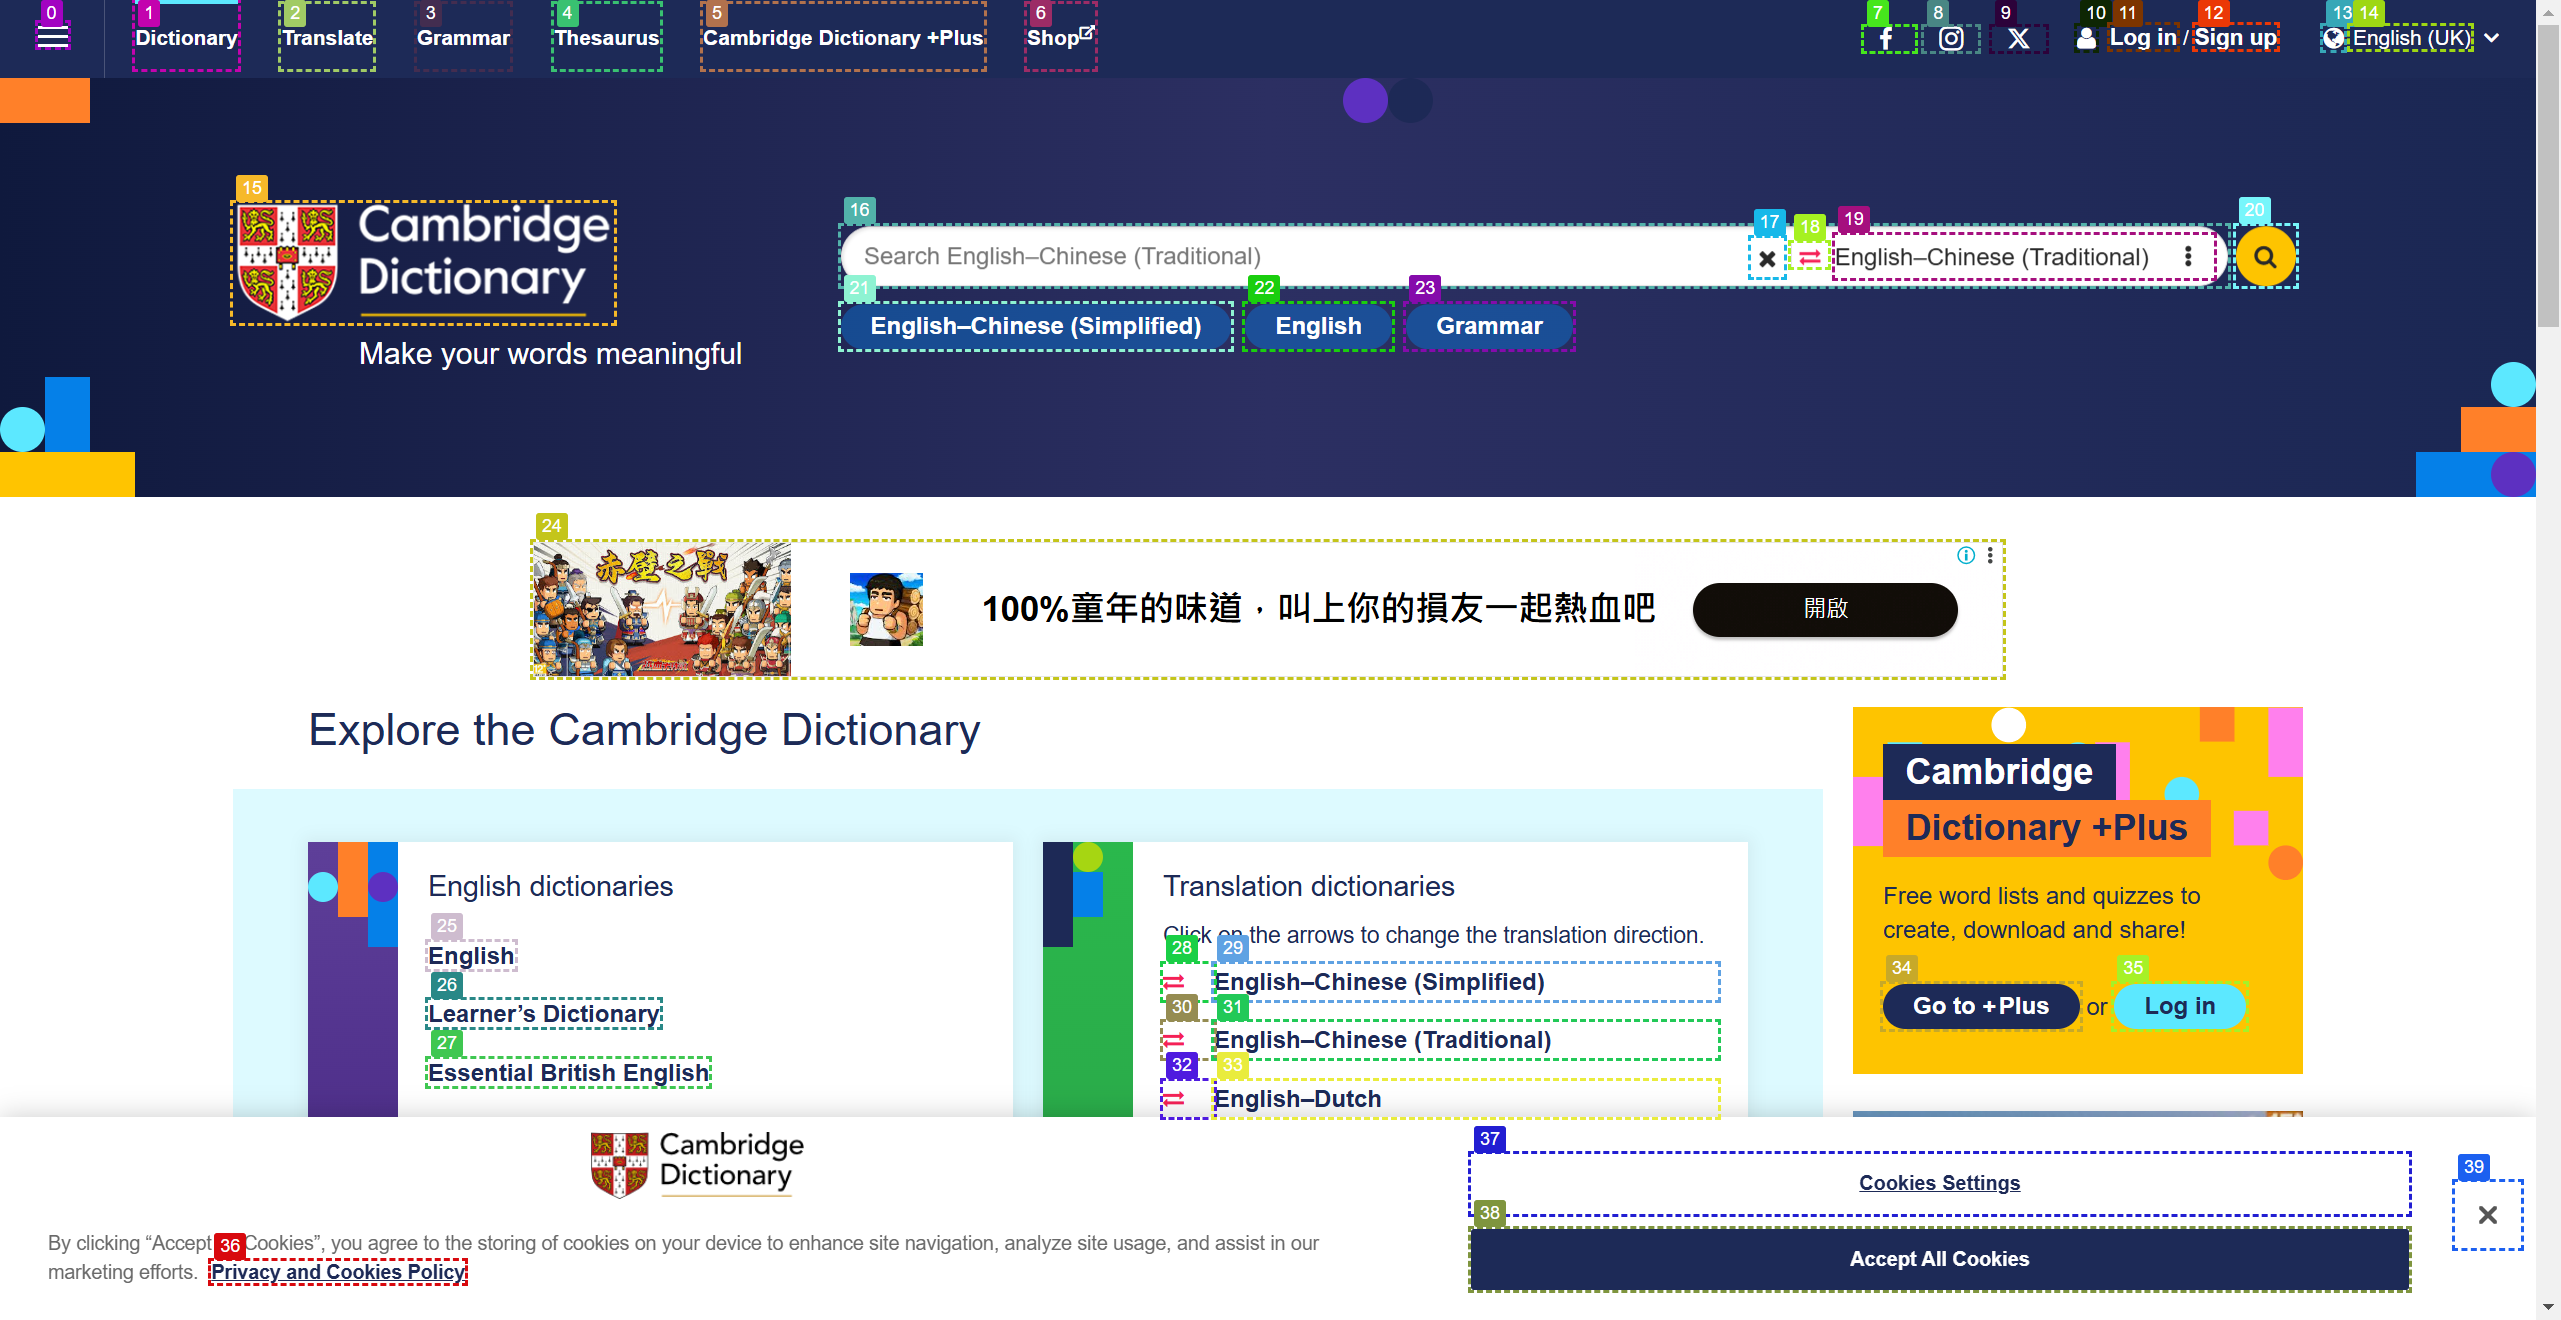 0 1 2 3 4 5 6 7 8 9 10 11 12 13 14
Dictionary Translate Grammar Thesaurus Cambridge Dictionary +Plus Shop Log in / Sign up English (UK)
15
Cambridge
Dictionary
Make your words meaningful
16 17 18 19 20
Search English–Chinese (Traditional) English–Chinese (Traditional)
21 22 23
English–Chinese (Simplified) English Grammar
24
赤壁之戰
100%童年的味道，叫上你的損友一起熱血吧 開啟
Explore the Cambridge Dictionary
English dictionaries
25
English
26
Learner’s Dictionary
27
Essential British English
Translation dictionaries
Click on the arrows to change the translation direction.
28 29
English–Chinese (Simplified)
30 31
English–Chinese (Traditional)
32 33
English–Dutch
Cambridge
Dictionary +Plus
Free word lists and quizzes to
create, download and share!
34 35
Go to +Plus or Log in
Cambridge
Dictionary
By clicking “Accept 36 Cookies”, you agree to the storing of cookies on your device to enhance site navigation, analyze site usage, and assist in our
marketing efforts. Privacy and Cookies Policy
37
Cookies Settings
38
Accept All Cookies
39